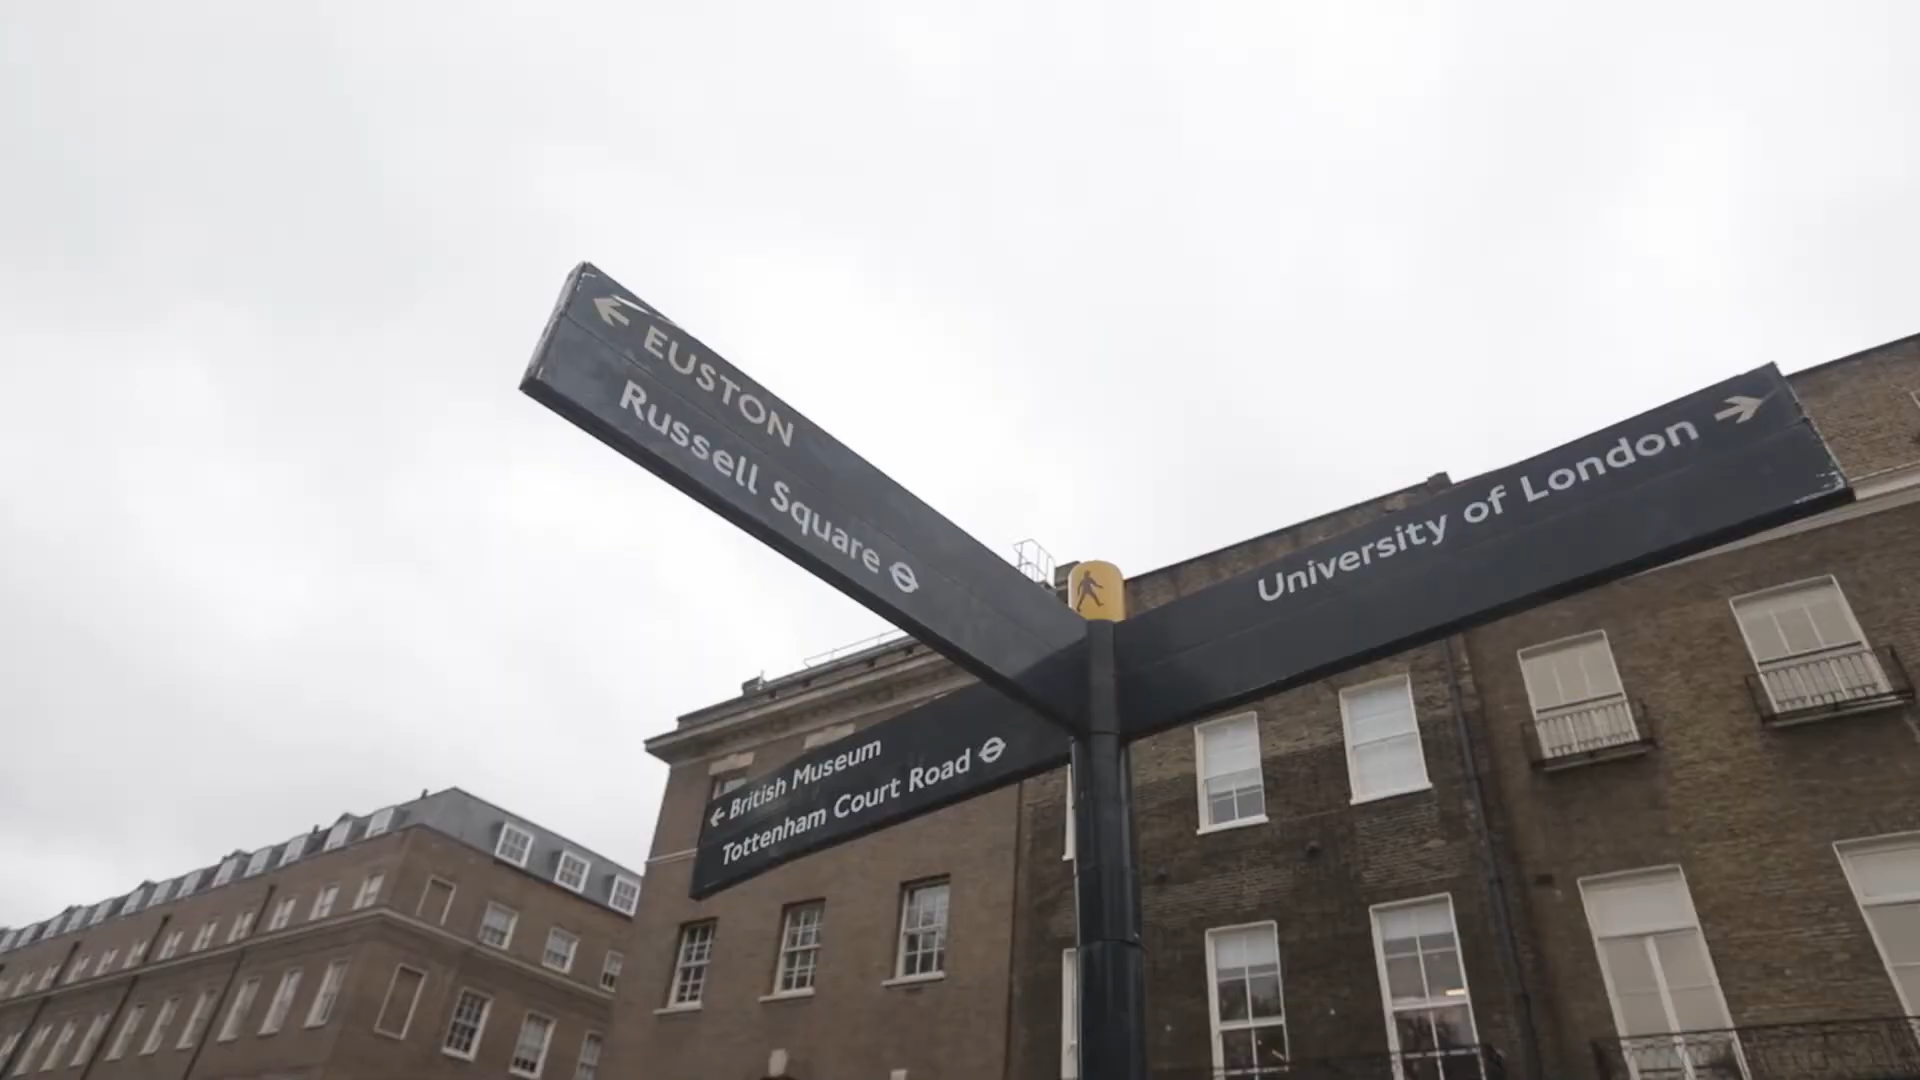 EUSTON
Russell Square
University of London
British Museum
Tottenham Court Road